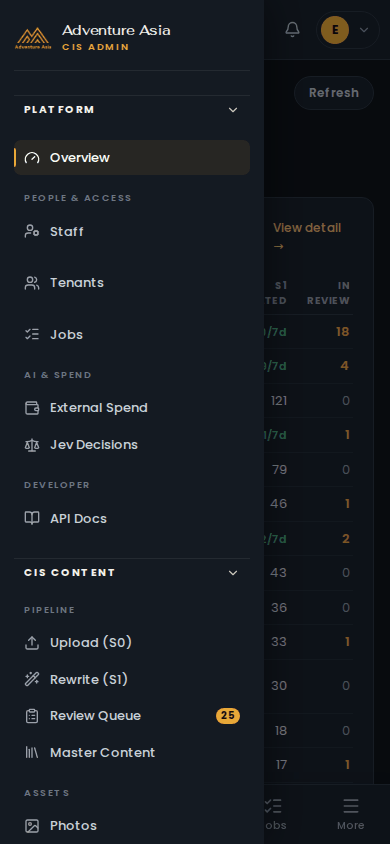 Adventure Asia
CIS ADMIN
Adventure Asia
E
Refresh
PLATFORM
Overview
PEOPLE & ACCESS
Staff
Tenants
Jobs
AI & SPEND
External Spend
Jev Decisions
DEVELOPER
API Docs
CIS CONTENT
PIPELINE
Upload (S0)
Rewrite (S1)
Review Queue 25
Master Content
ASSETS
Photos
View detail
→
S1 IN
TED REVIEW
/7d 18
/7d 4
121 0
/7d 1
79 0
46 1
/7d 2
43 0
36 0
33 1
30 0
18 0
17 1
obs More